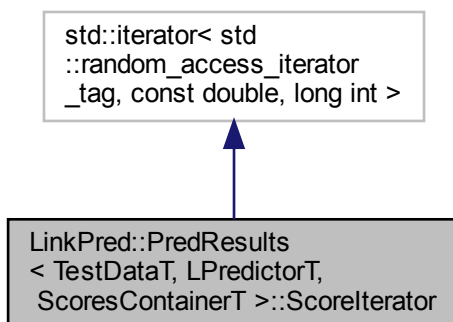 std::iterator< std
::random_access_iterator
_tag, const double, long int >
LinkPred::PredResults
< TestDataT, LPredictorT,
ScoresContainerT >::ScoreIterator